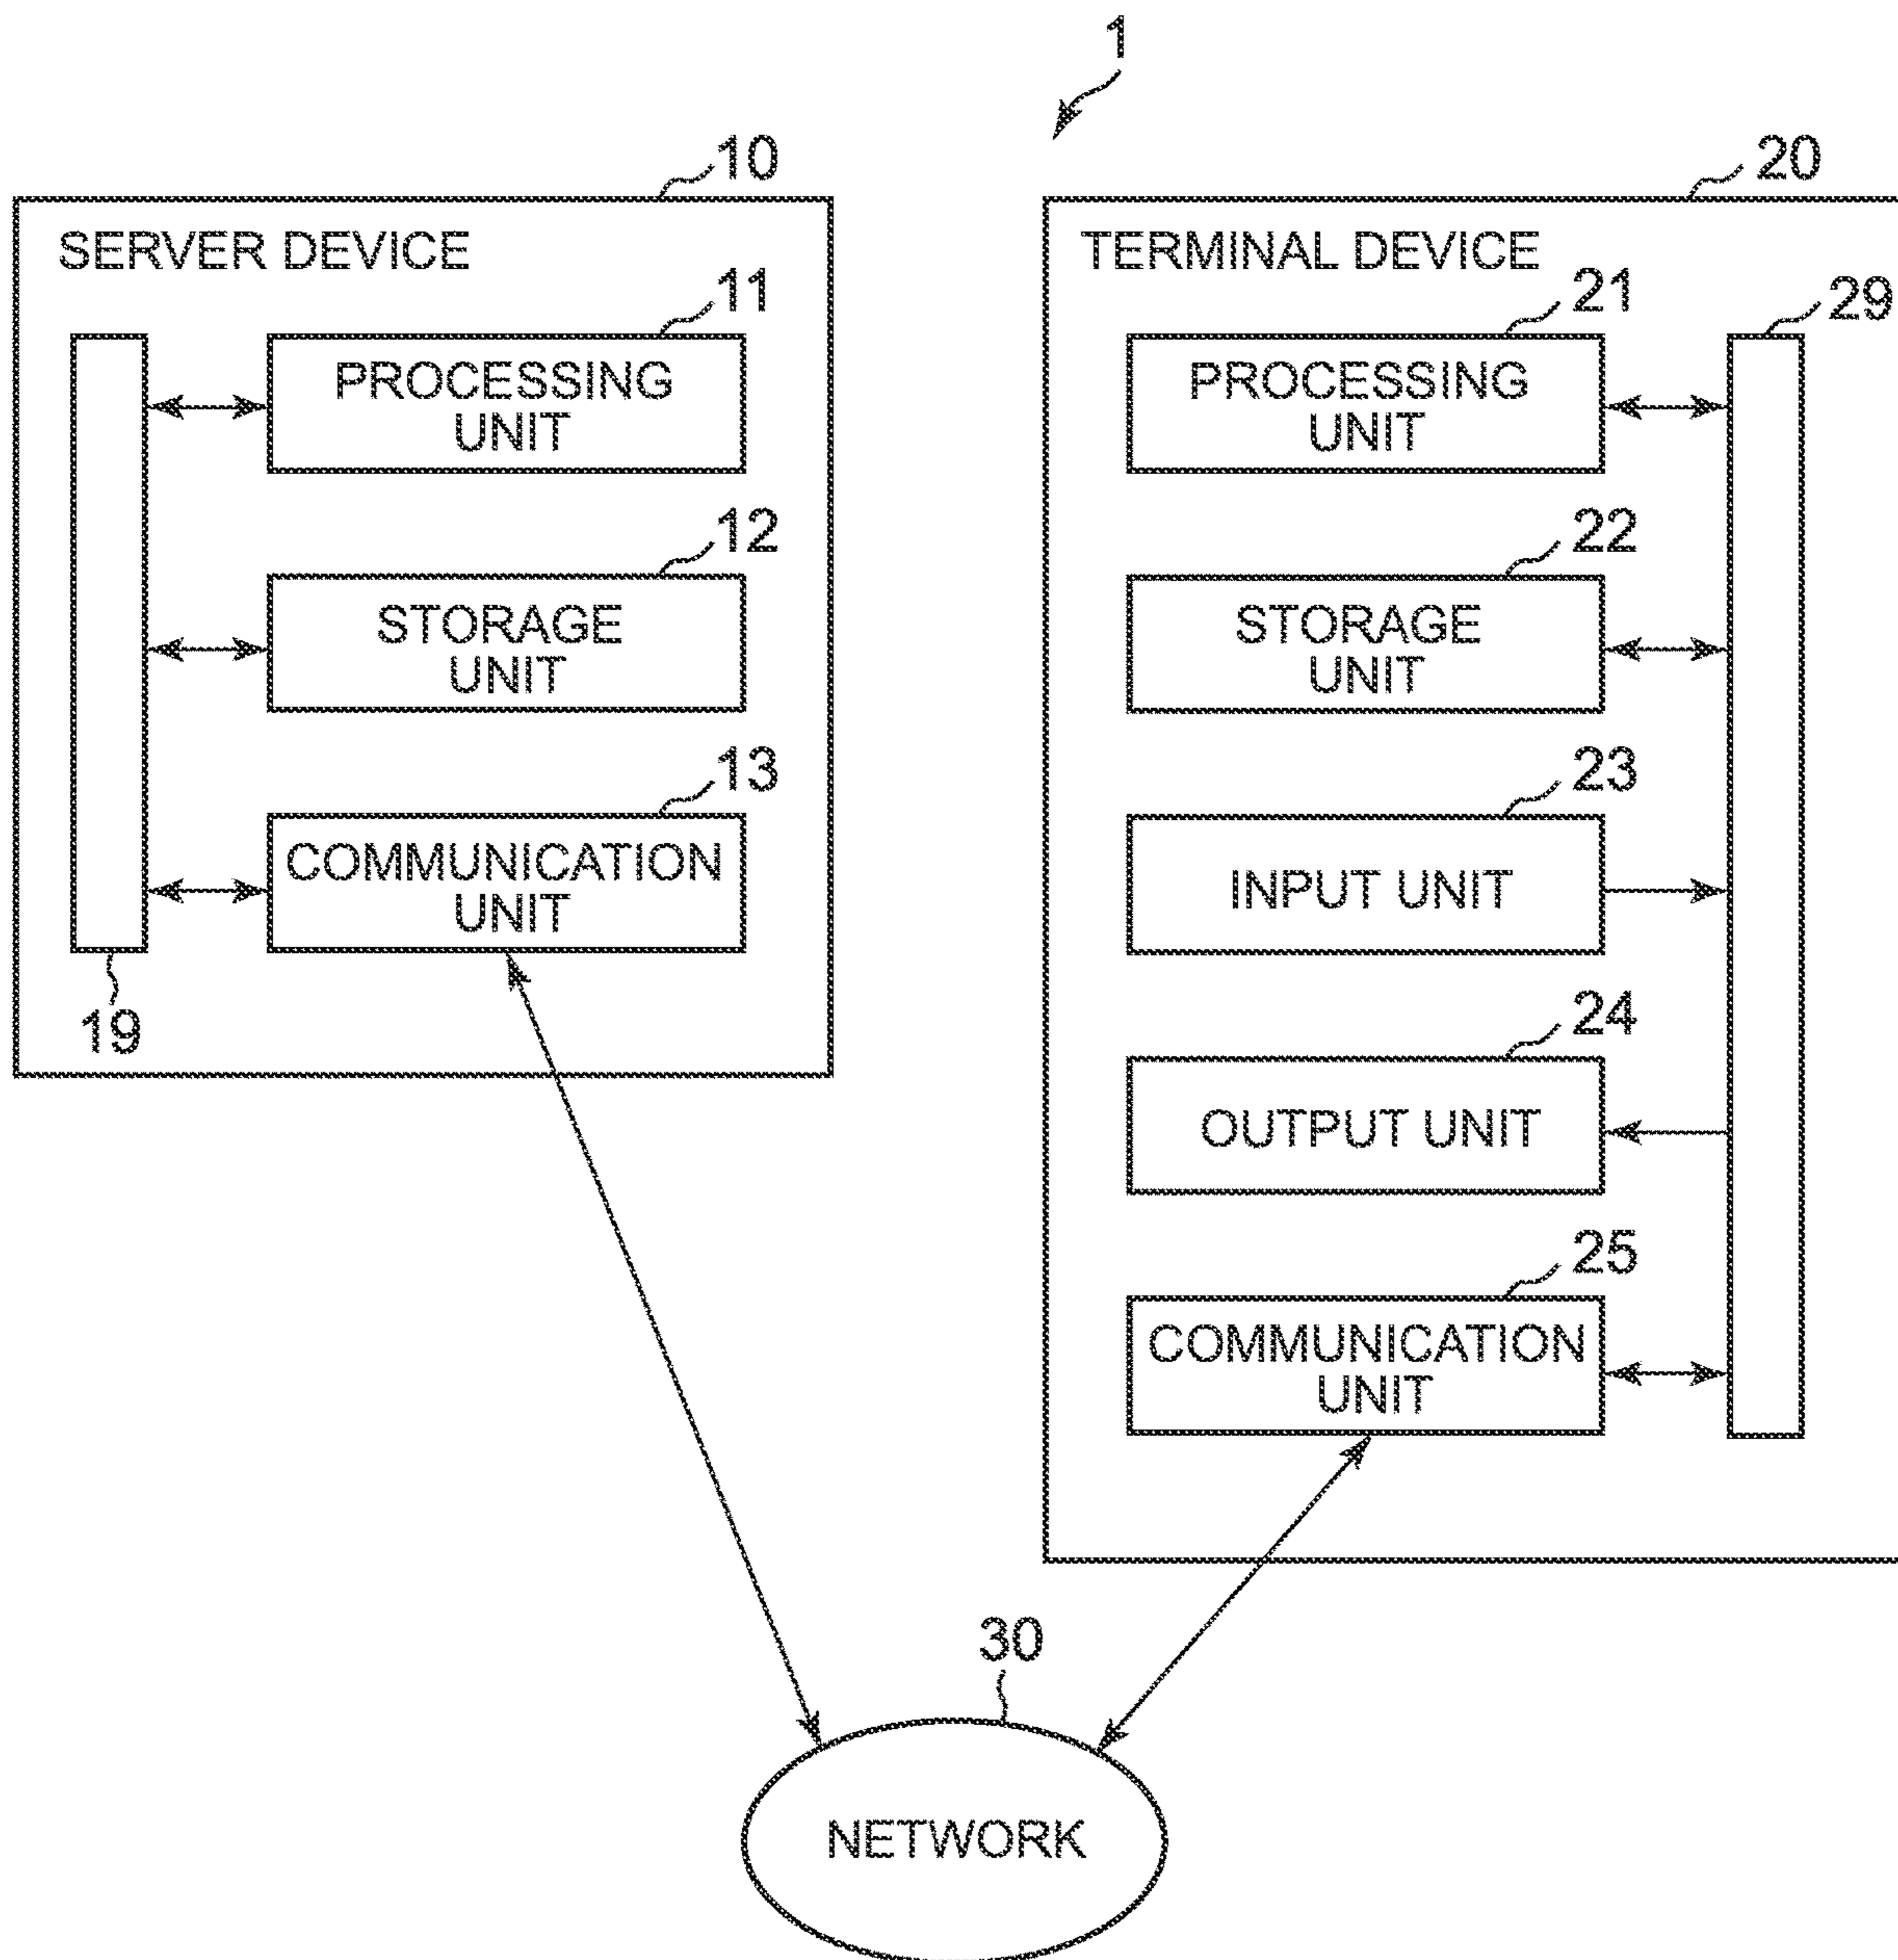 1
10
SERVER DEVICE
11
PROCESSING
UNIT
12
STORAGE
UNIT
13
COMMUNICATION
UNIT
19
20
TERMINAL DEVICE
21
29
PROCESSING
UNIT
22
STORAGE
UNIT
23
INPUT UNIT
24
OUTPUT UNIT
25
COMMUNICATION
UNIT
30
NETWORK